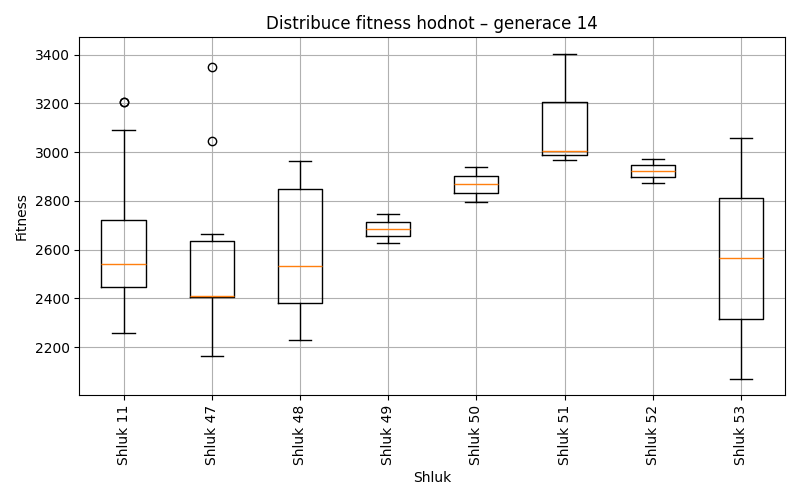 Distribuce fitness hodnot – generace 14
Fitness
3400
3200
3000
2800
2600
2400
2200
Shluk 11
Shluk 47
Shluk 48
Shluk 49
Shluk 50
Shluk 51
Shluk 52
Shluk 53
Shluk